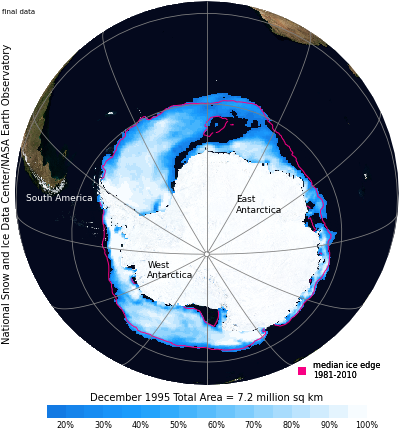 final data
National Snow and Ice Data Center/NASA Earth Observatory
South America
East
Antarctica
West
Antarctica
median ice edge
1981-2010
December 1995 Total Area = 7.2 million sq km
20% 30% 40% 50% 60% 70% 80% 90% 100%